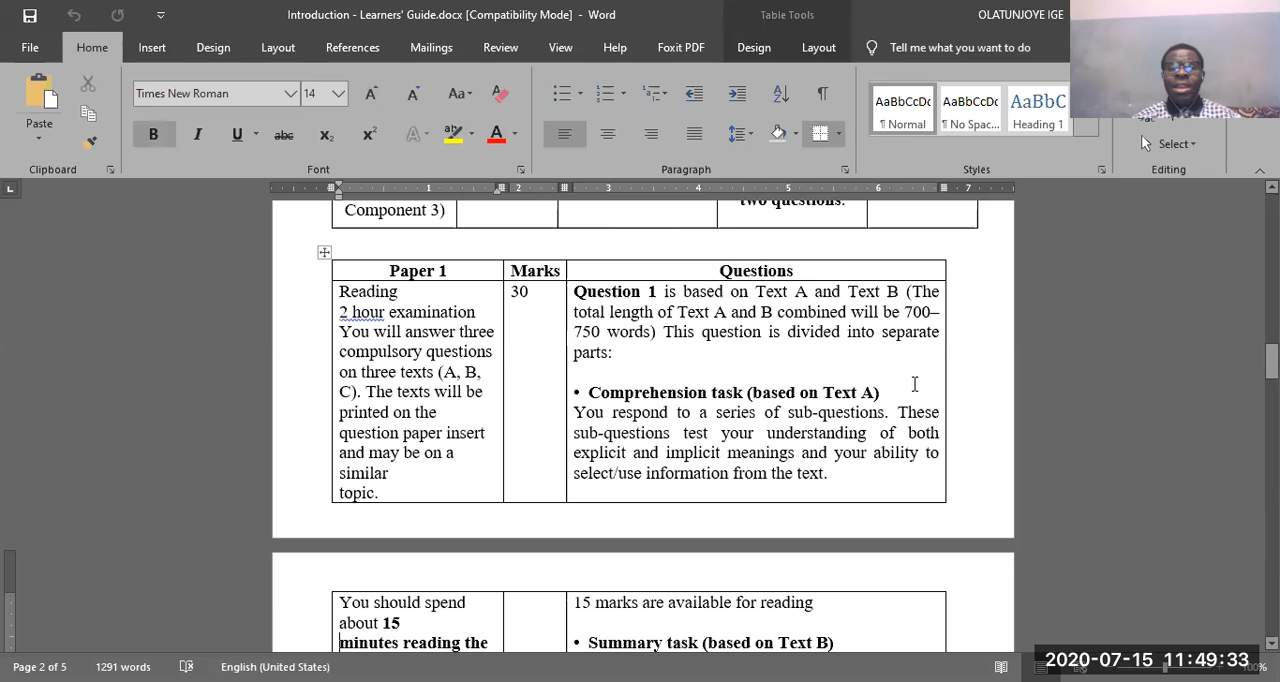 Introduction - Learners' Guide.docx [Compatibility Mode] - Word
Table Tools
OLATUNJOYE IGE
File
Home
Insert
Design
Layout
References
Mailings
Review
View
Help
Foxit PDF
Design
Layout
Tell me what you want to do
Paste
Clipboard
Times New Roman
14
Font
Paragraph
AaBbCcDc
¶ Normal
AaBbCcDc
¶ No Spac...
AaBbC
Heading 1
Styles
Select
Editing
1 2 3 4 5 6 7
Component 3)
two questions.
Paper 1
Marks
Questions
Reading
2 hour examination
You will answer three
compulsory questions
on three texts (A, B,
C). The texts will be
printed on the
question paper insert
and may be on a
similar
topic.
30
Question 1 is based on Text A and Text B (The
total length of Text A and B combined will be 700–
750 words) This question is divided into separate
parts:
• Comprehension task (based on Text A)
You respond to a series of sub-questions. These
sub-questions test your understanding of both
explicit and implicit meanings and your ability to
select/use information from the text.
You should spend
about 15
minutes reading the
15 marks are available for reading
• Summary task (based on Text B)
Page 2 of 5
1291 words
English (United States)
2020-07-15 11:49:33